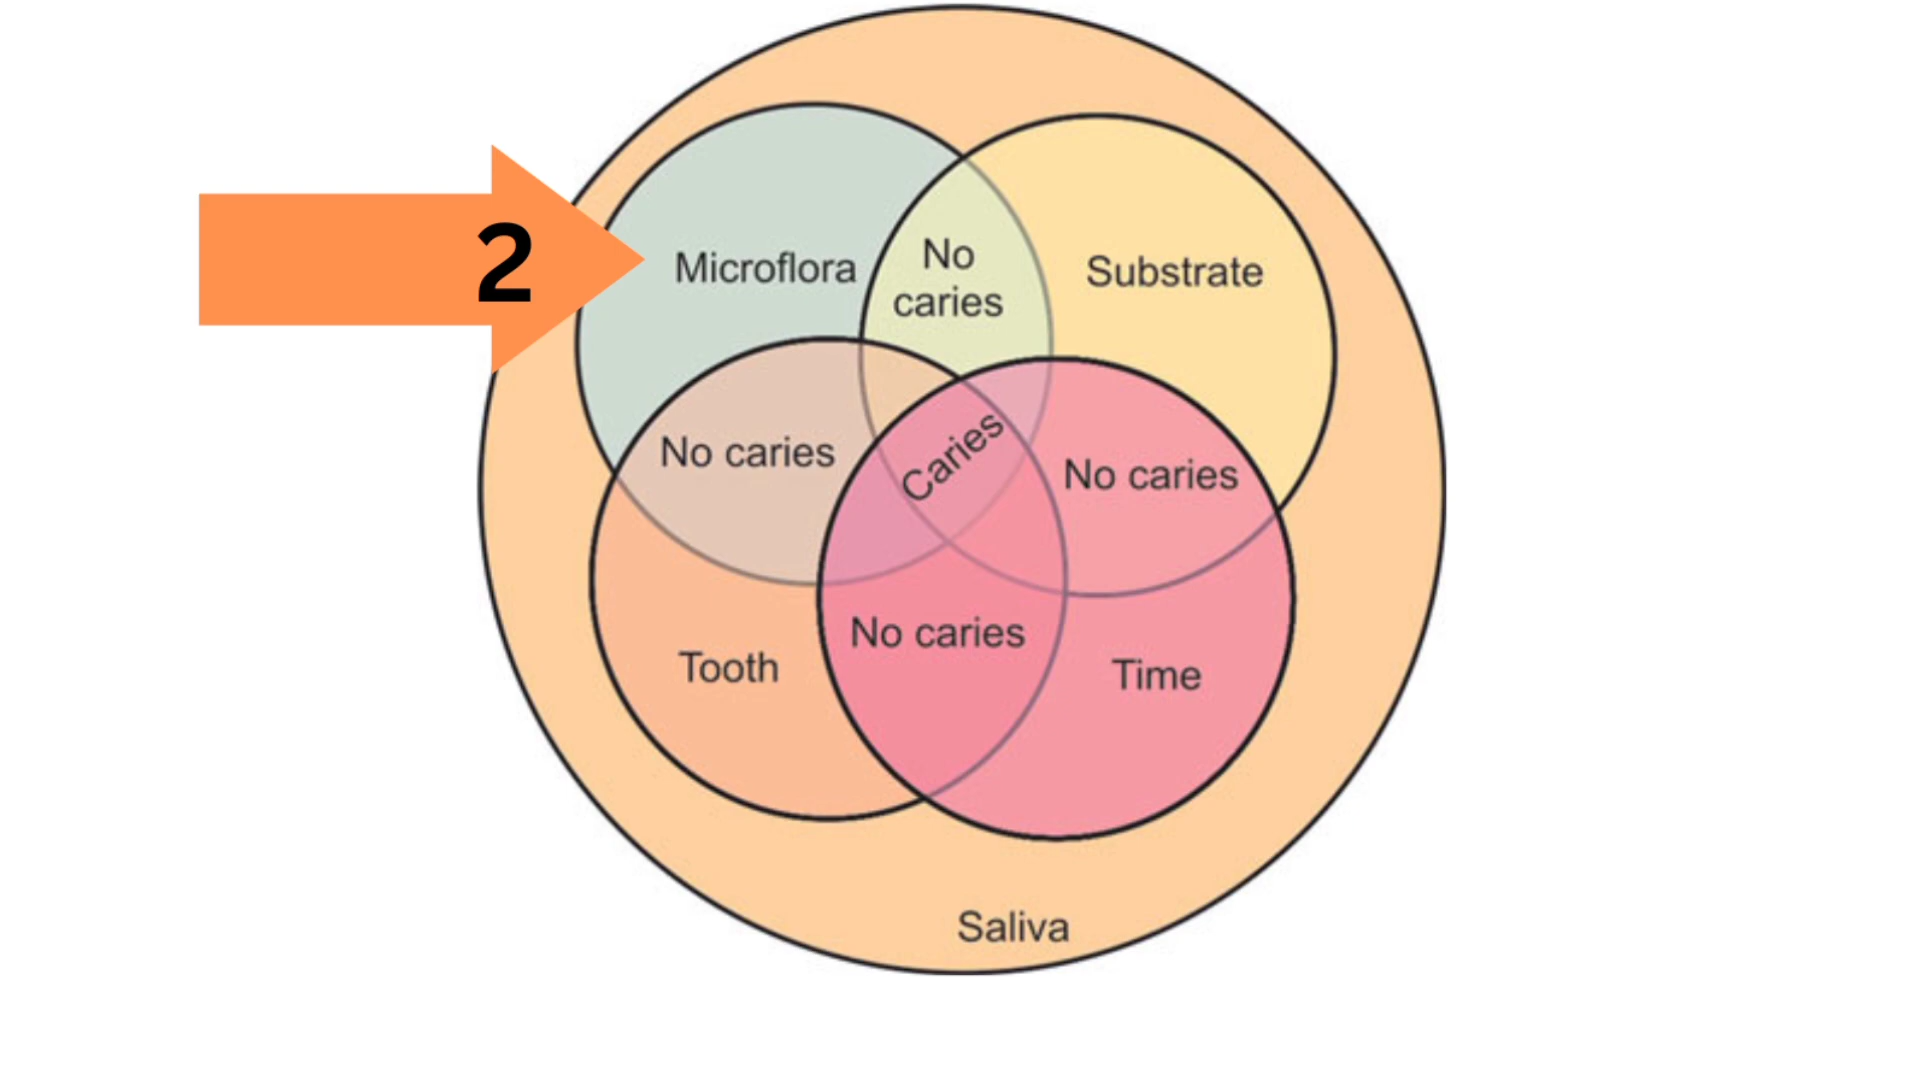 2
Microflora
No
caries
Substrate
No caries
Caries
No caries
No caries
Tooth
Time
Saliva